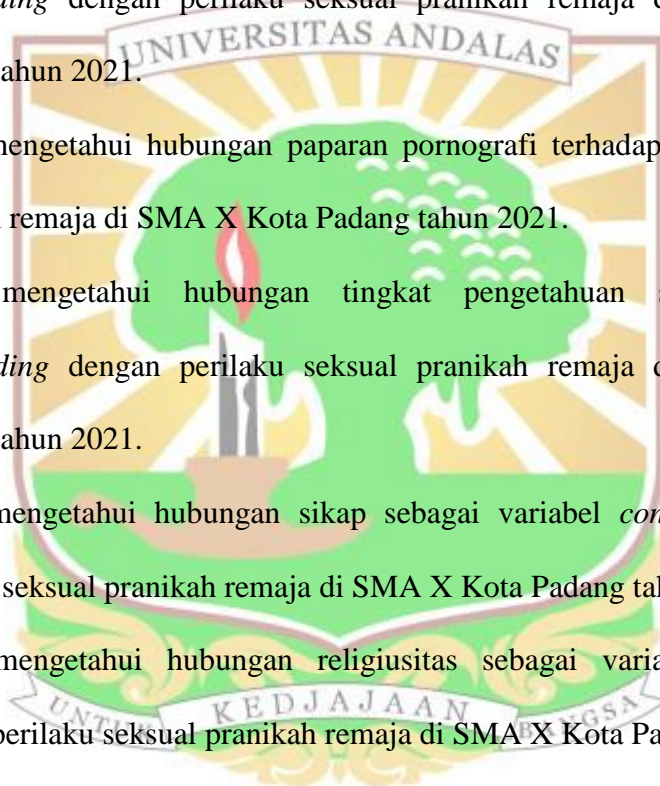 ding dengan perilaku seksual pranikah remaja d
UNIVERSITAS ANDALAS
ahun 2021.
mengetahui hubungan paparan pornografi terhadap
remaja di SMA X Kota Padang tahun 2021.
mengetahui hubungan tingkat pengetahuan s
ding dengan perilaku seksual pranikah remaja d
ahun 2021.
mengetahui hubungan sikap sebagai variabel con
seksual pranikah remaja di SMA X Kota Padang tah
mengetahui hubungan religiusitas sebagai varia
perilaku seksual pranikah remaja di SMA X Kota Pa
UNTUK KEDJAJAAN BANGSA